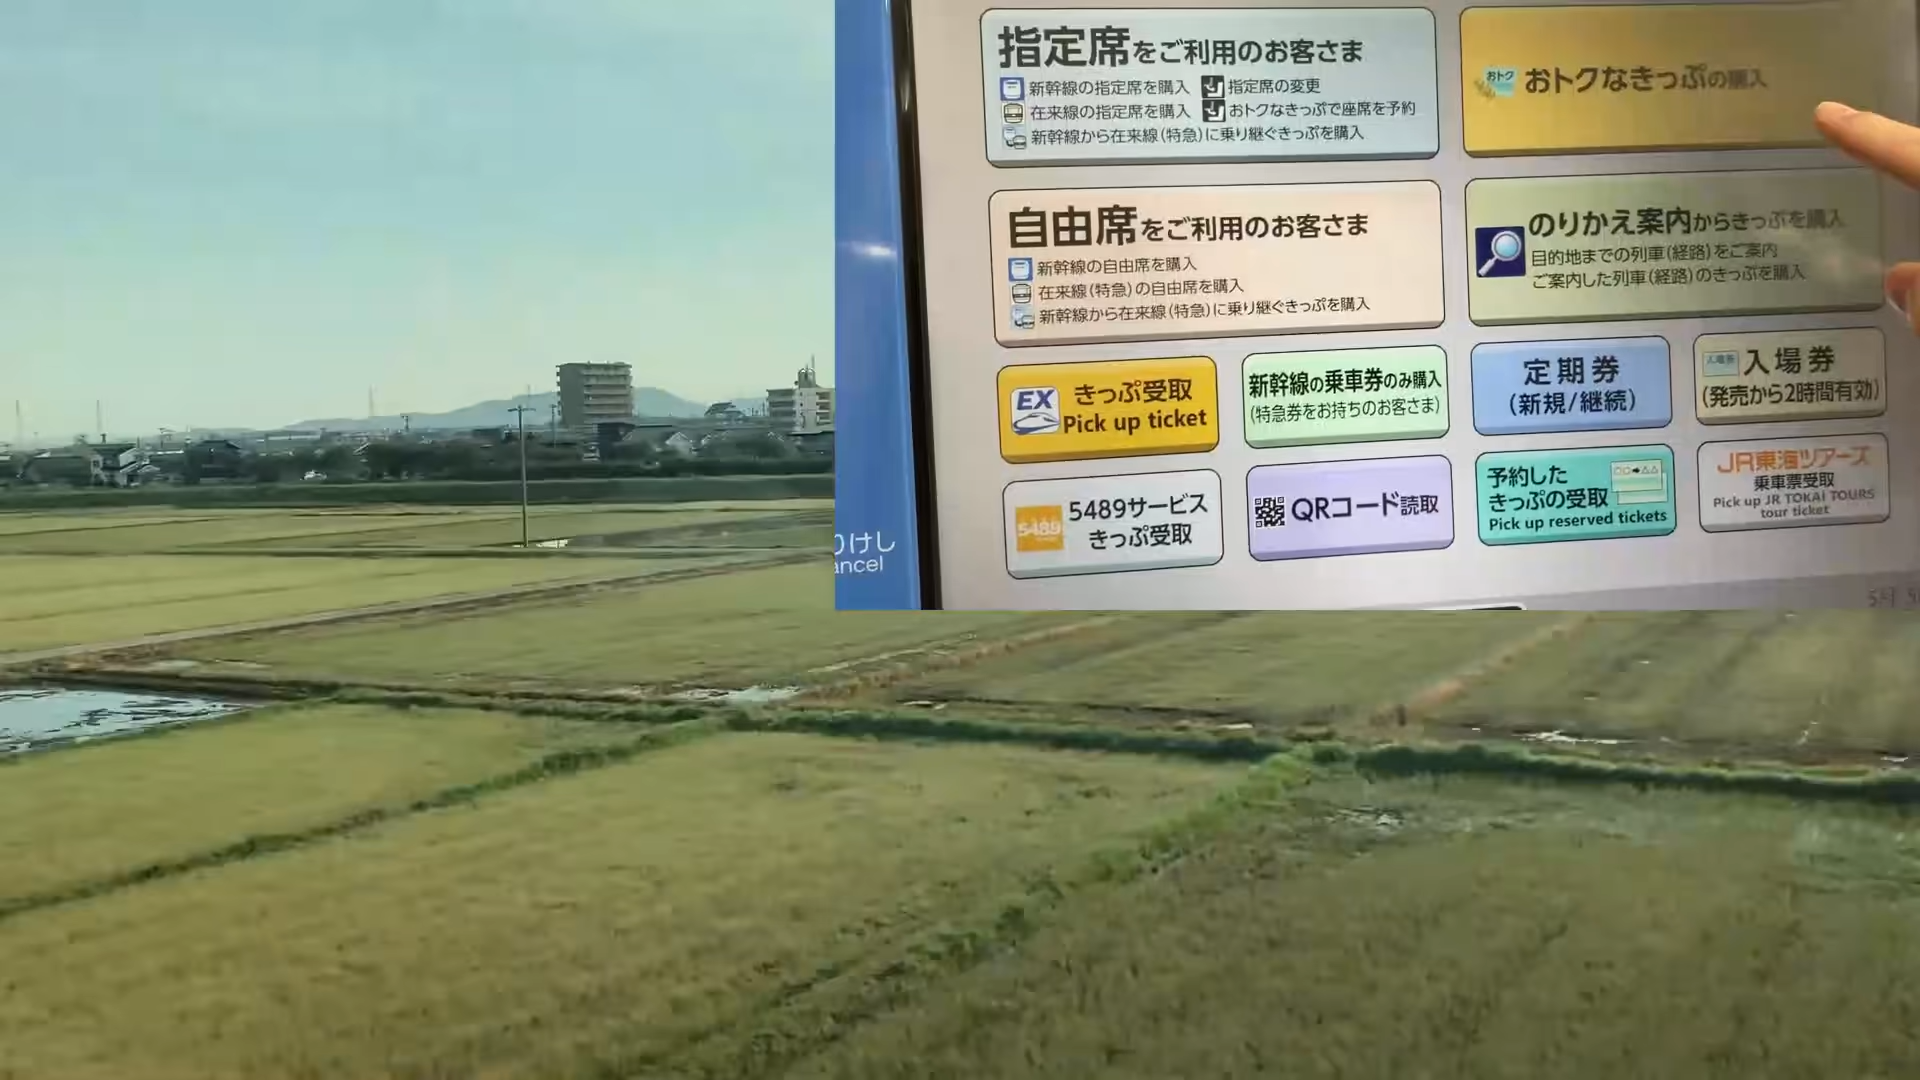 指定席をご利用のお客さま
新幹線の指定席を購入 指定席の変更
在来線の指定席を購入 おトクなきっぷで座席を予約
新幹線から在来線(特急)に乗り継ぐきっぷを購入
おトク おトクなきっぷの購入
自由席をご利用のお客さま
新幹線の自由席を購入
在来線(特急)の自由席を購入
新幹線から在来線(特急)に乗り継ぐきっぷを購入
のりかえ案内からきっぷを購入
目的地までの列車(経路)をご案内
ご案内した列車(経路)のきっぷを購入
EX きっぷ受取
Pick up ticket
新幹線の乗車券のみ購入
(特急券をお持ちのお客さま)
定期券
(新規/継続)
入場券 入場券
(発売から2時間有効)
5489 5489サービス
きっぷ受取
QRコード読取
予約した
きっぷの受取
Pick up reserved tickets
JR東海ツアーズ
乗車票受取
Pick up JR TOKAI TOURS
tour ticket
けし
ancel